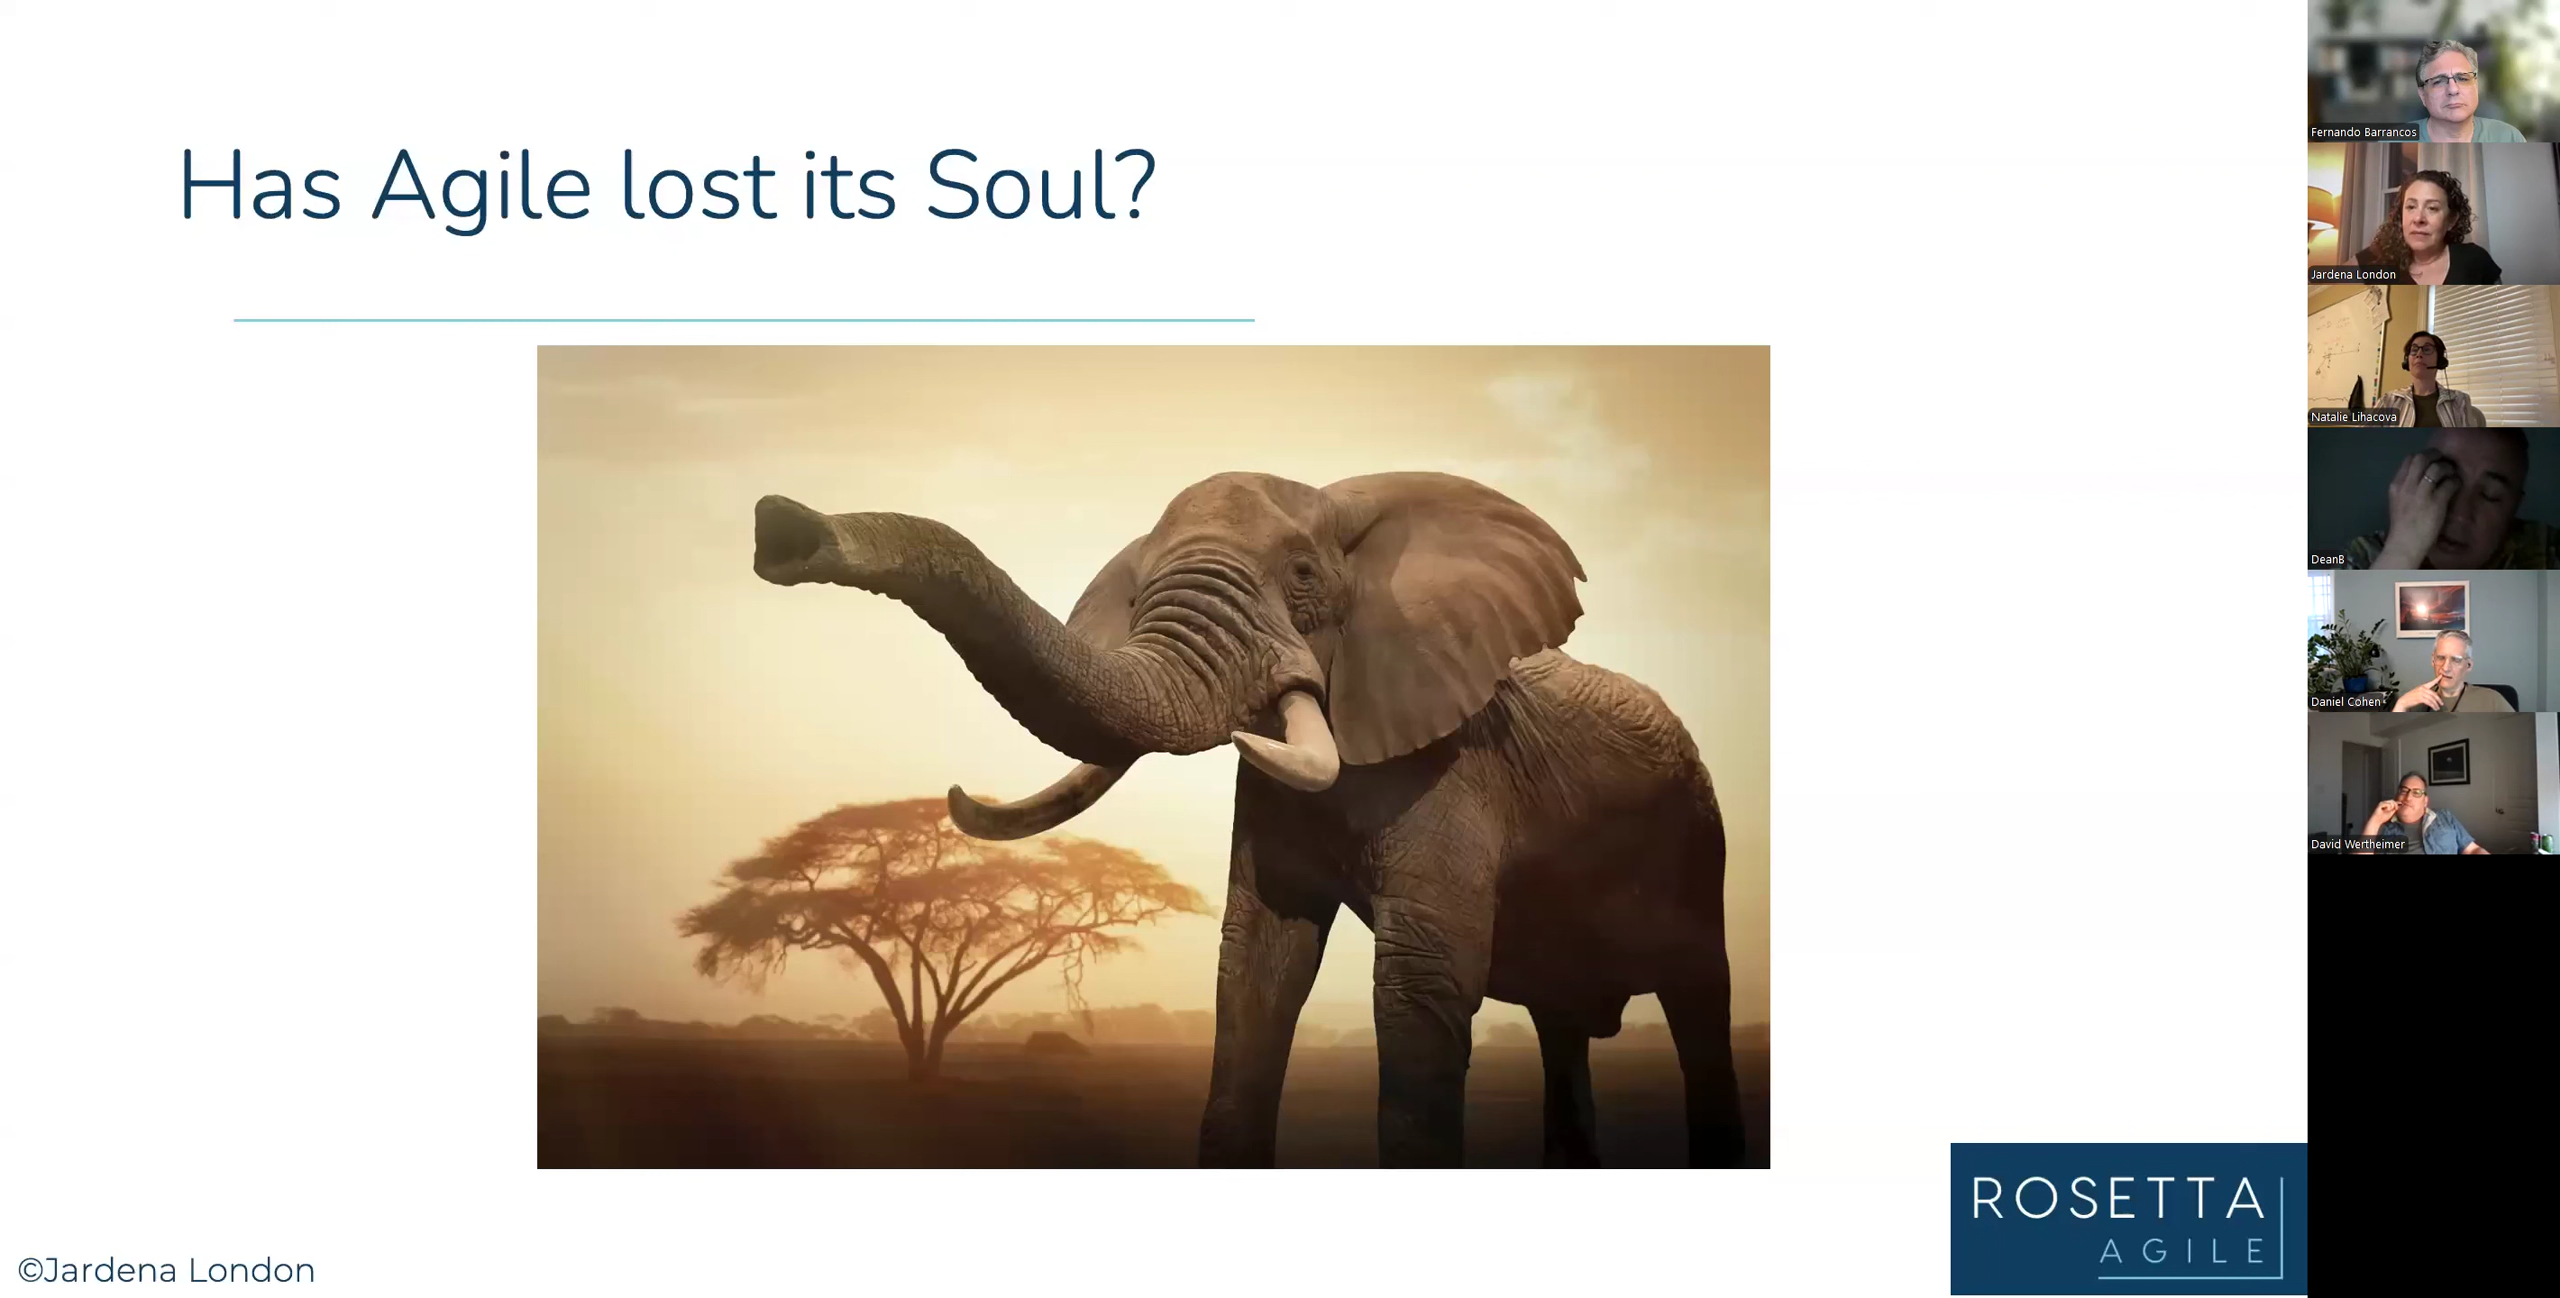 Has Agile lost its Soul?
ROSETTA
AGILE
©Jardena London
Fernando Barrancos
Jardena London
Natalie Lihacova
DeanB
Daniel Cohen
David Wertheimer